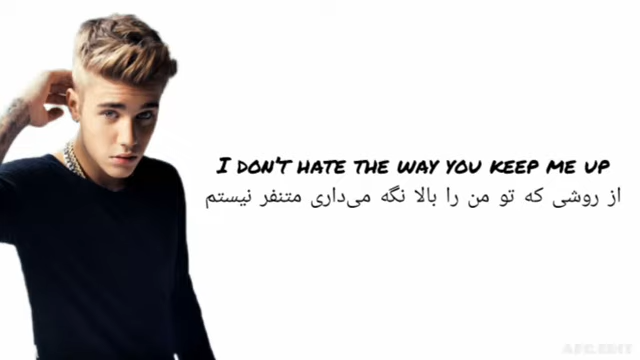 I DON'T HATE THE WAY YOU KEEP ME UP
از روشی که تو من را بالا نگه می‌داری متنفر نیستم